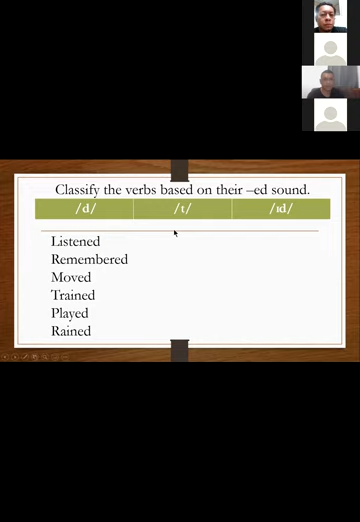 Classify the verbs based on their –ed sound.
/d/ /t/ /ɪd/
Listened
Remembered
Moved
Trained
Played
Rained